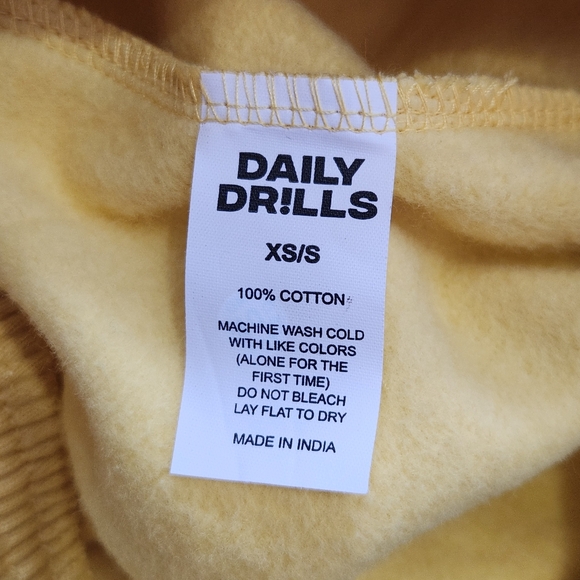 DAILY
DR!LLS
XS/S
100% COTTON
MACHINE WASH COLD
WITH LIKE COLORS
(ALONE FOR THE
FIRST TIME)
DO NOT BLEACH
LAY FLAT TO DRY
MADE IN INDIA